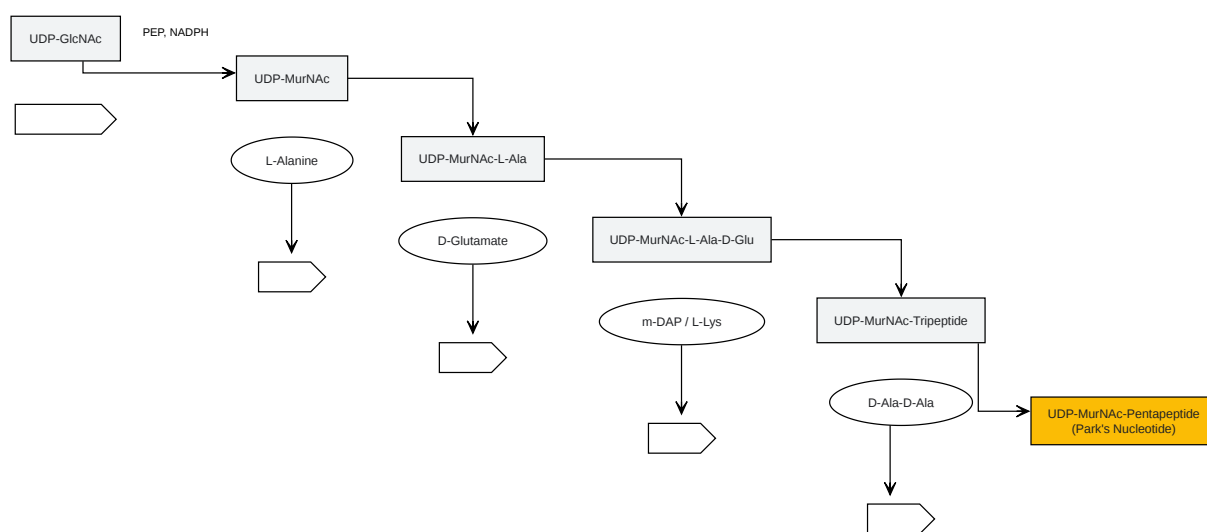 UDP-GlcNAc
PEP, NADPH
UDP-MurNAc
L-Alanine
UDP-MurNAc-L-Ala
D-Glutamate
UDP-MurNAc-L-Ala-D-Glu
m-DAP / L-Lys
UDP-MurNAc-Tripeptide
D-Ala-D-Ala
UDP-MurNAc-Pentapeptide
(Park's Nucleotide)